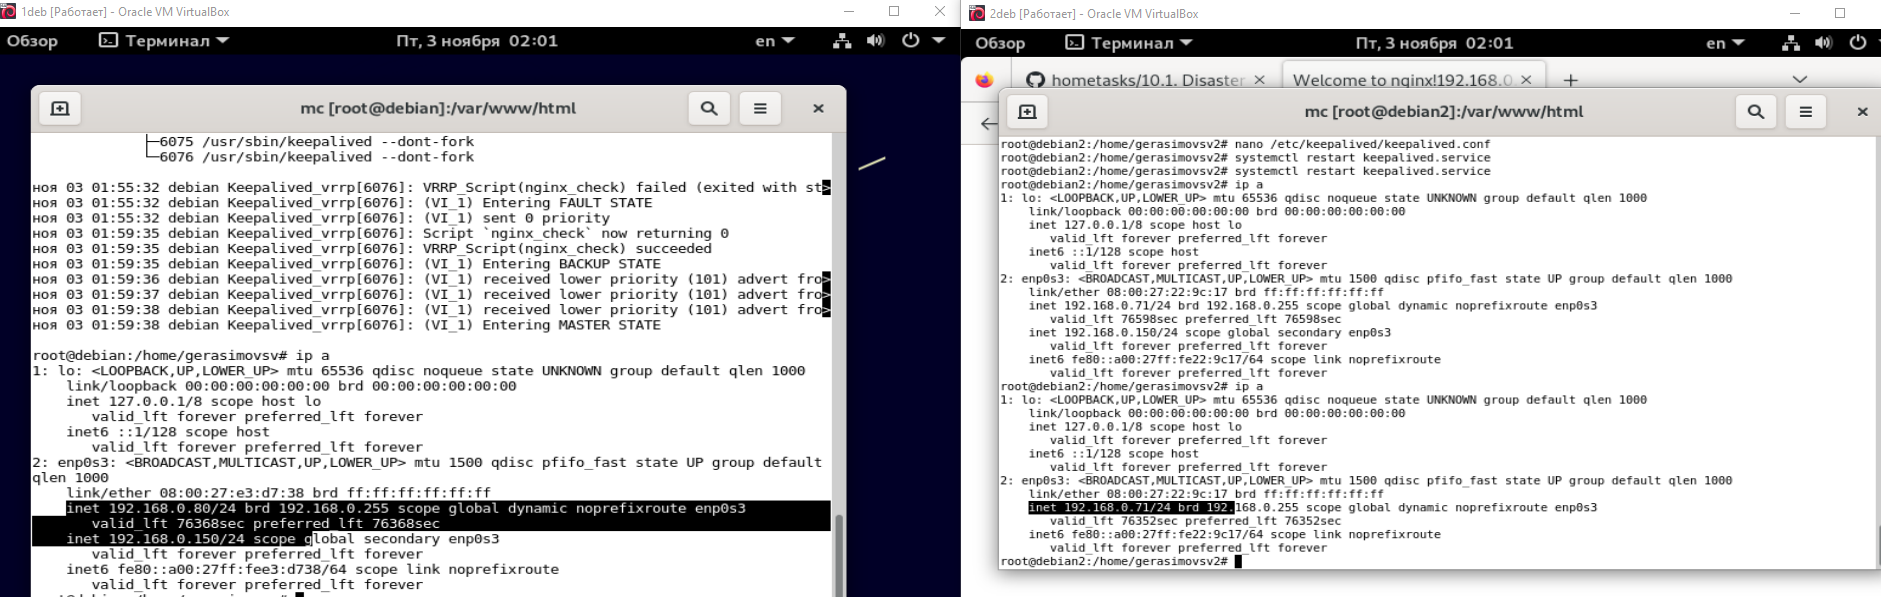 1deb [Работает] - Oracle VM VirtualBox
Обзор Терминал Пт, 3 ноября 02:01 en
mc [root@debian]:/var/www/html
├─6075 /usr/sbin/keepalived --dont-fork
└─6076 /usr/sbin/keepalived --dont-fork
ноя 03 01:55:32 debian Keepalived_vrrp[6076]: VRRP_Script(nginx_check) failed (exited with st>
ноя 03 01:55:32 debian Keepalived_vrrp[6076]: (VI_1) Entering FAULT STATE
ноя 03 01:55:32 debian Keepalived_vrrp[6076]: (VI_1) sent 0 priority
ноя 03 01:59:35 debian Keepalived_vrrp[6076]: Script `nginx_check` now returning 0
ноя 03 01:59:35 debian Keepalived_vrrp[6076]: VRRP_Script(nginx_check) succeeded
ноя 03 01:59:35 debian Keepalived_vrrp[6076]: (VI_1) Entering BACKUP STATE
ноя 03 01:59:36 debian Keepalived_vrrp[6076]: (VI_1) received lower priority (101) advert fro>
ноя 03 01:59:37 debian Keepalived_vrrp[6076]: (VI_1) received lower priority (101) advert fro>
ноя 03 01:59:38 debian Keepalived_vrrp[6076]: (VI_1) received lower priority (101) advert fro>
ноя 03 01:59:38 debian Keepalived_vrrp[6076]: (VI_1) Entering MASTER STATE
root@debian:/home/gerasimovsv# ip a
1: lo: <LOOPBACK,UP,LOWER_UP> mtu 65536 qdisc noqueue state UNKNOWN group default qlen 1000
link/loopback 00:00:00:00:00:00 brd 00:00:00:00:00:00
inet 127.0.0.1/8 scope host lo
valid_lft forever preferred_lft forever
inet6 ::1/128 scope host
valid_lft forever preferred_lft forever
2: enp0s3: <BROADCAST,MULTICAST,UP,LOWER_UP> mtu 1500 qdisc pfifo_fast state UP group default
qlen 1000
link/ether 08:00:27:e3:d7:38 brd ff:ff:ff:ff:ff:ff
inet 192.168.0.80/24 brd 192.168.0.255 scope global dynamic noprefixroute enp0s3
valid_lft 76368sec preferred_lft 76368sec
inet 192.168.0.150/24 scope global secondary enp0s3
valid_lft forever preferred_lft forever
inet6 fe80::a00:27ff:fee3:d738/64 scope link noprefixroute
valid_lft forever preferred_lft forever
2deb [Работает] - Oracle VM VirtualBox
Обзор Терминал Пт, 3 ноября 02:01 en
hometasks/10.1. Disaster Welcome to nginx!192.168.0
mc [root@debian2]:/var/www/html
root@debian2:/home/gerasimovsv2# nano /etc/keepalived/keepalived.conf
root@debian2:/home/gerasimovsv2# systemctl restart keepalived.service
root@debian2:/home/gerasimovsv2# systemctl restart keepalived.service
root@debian2:/home/gerasimovsv2# ip a
1: lo: <LOOPBACK,UP,LOWER_UP> mtu 65536 qdisc noqueue state UNKNOWN group default qlen 1000
link/loopback 00:00:00:00:00:00 brd 00:00:00:00:00:00
inet 127.0.0.1/8 scope host lo
valid_lft forever preferred_lft forever
inet6 ::1/128 scope host
valid_lft forever preferred_lft forever
2: enp0s3: <BROADCAST,MULTICAST,UP,LOWER_UP> mtu 1500 qdisc pfifo_fast state UP group default qlen 1000
link/ether 08:00:27:22:9c:17 brd ff:ff:ff:ff:ff:ff
inet 192.168.0.71/24 brd 192.168.0.255 scope global dynamic noprefixroute enp0s3
valid_lft 76598sec preferred_lft 76598sec
inet 192.168.0.150/24 scope global secondary enp0s3
valid_lft forever preferred_lft forever
inet6 fe80::a00:27ff:fe22:9c17/64 scope link noprefixroute
valid_lft forever preferred_lft forever
root@debian2:/home/gerasimovsv2# ip a
1: lo: <LOOPBACK,UP,LOWER_UP> mtu 65536 qdisc noqueue state UNKNOWN group default qlen 1000
link/loopback 00:00:00:00:00:00 brd 00:00:00:00:00:00
inet 127.0.0.1/8 scope host lo
valid_lft forever preferred_lft forever
inet6 ::1/128 scope host
valid_lft forever preferred_lft forever
2: enp0s3: <BROADCAST,MULTICAST,UP,LOWER_UP> mtu 1500 qdisc pfifo_fast state UP group default qlen 1000
link/ether 08:00:27:22:9c:17 brd ff:ff:ff:ff:ff:ff
inet 192.168.0.71/24 brd 192.168.0.255 scope global dynamic noprefixroute enp0s3
valid_lft 76352sec preferred_lft 76352sec
inet6 fe80::a00:27ff:fe22:9c17/64 scope link noprefixroute
valid_lft forever preferred_lft forever
root@debian2:/home/gerasimovsv2#